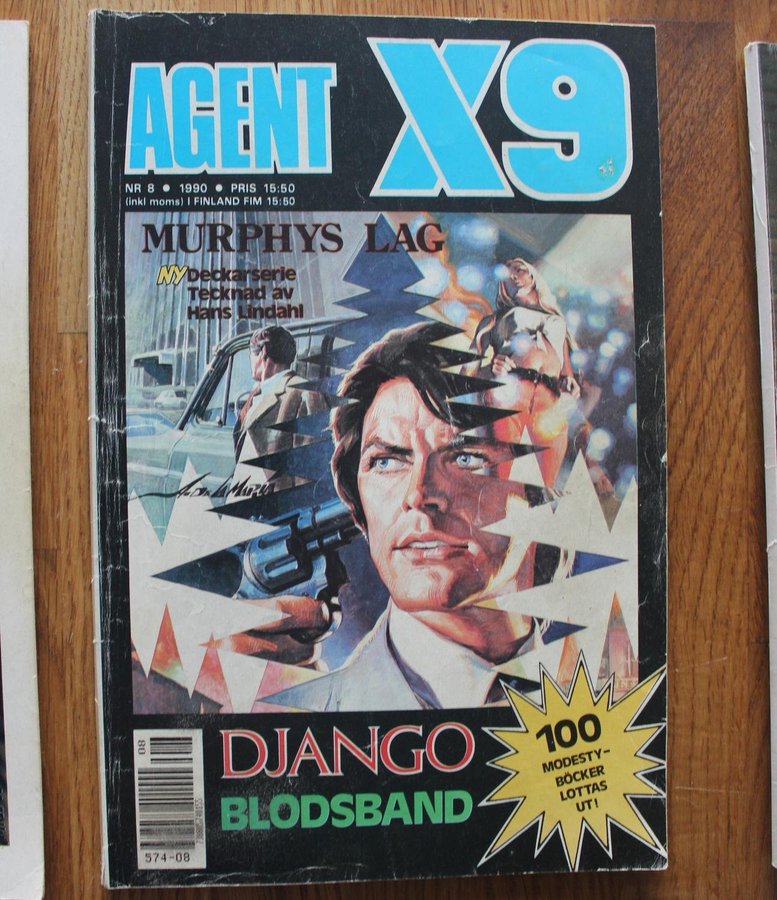 AGENT X9
NR 8 • 1990 • PRIS 15:50
(inkl moms) I FINLAND FIM 15:50
MURPHYS LAG
NY Deckarserie
Tecknad av
Hans Lindahl
DJANGO
BLODSBAND
100
MODESTY-
BÖCKER
LOTTAS
UT!
08
574-08